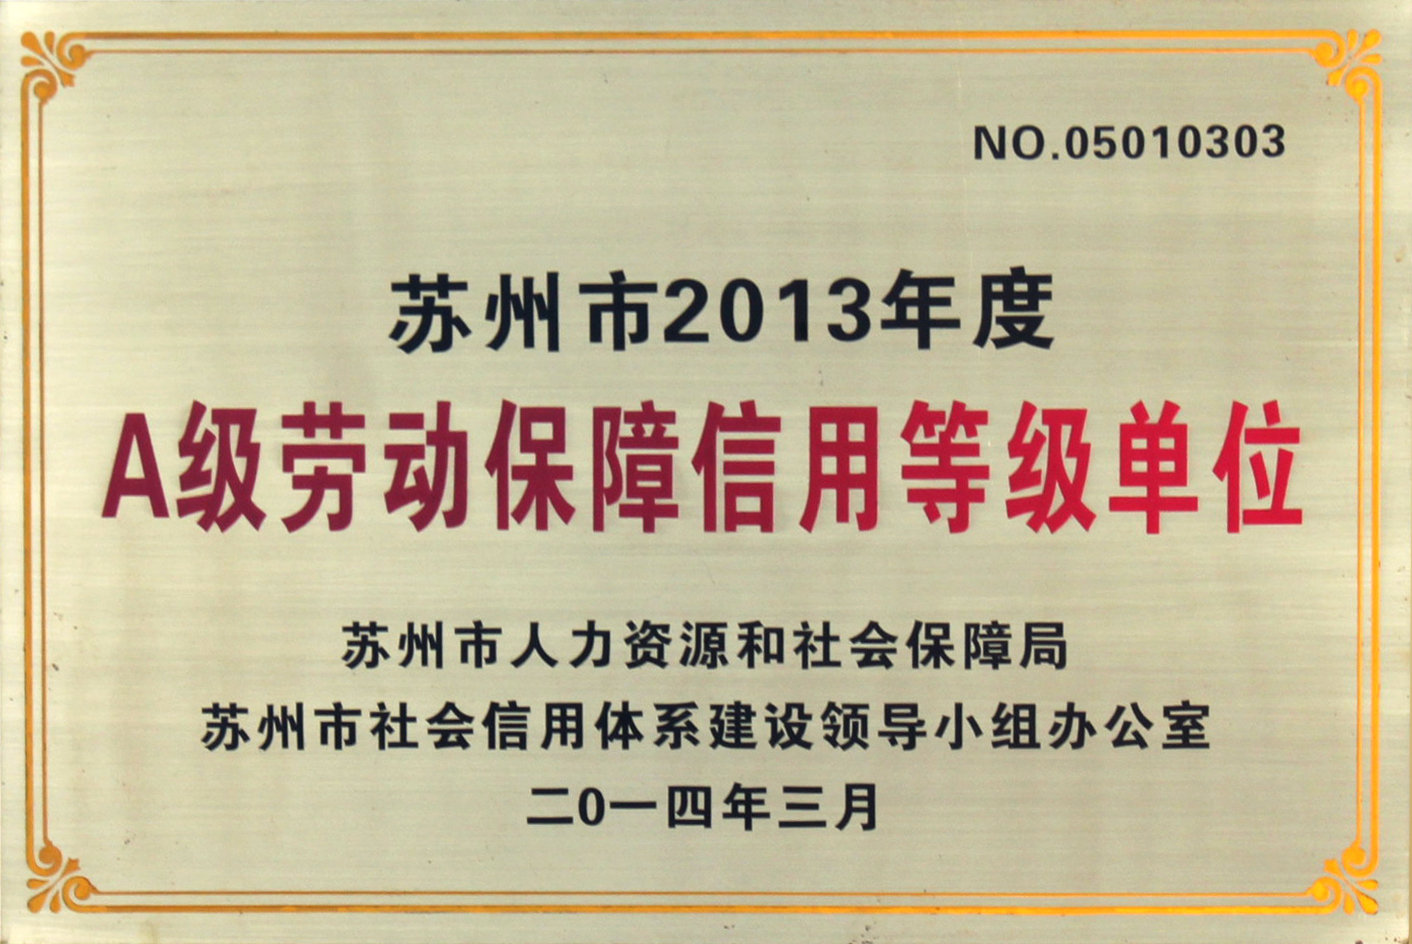 NO.05010303
苏州市2013年度
A级劳动保障信用等级单位
苏州市人力资源和社会保障局
苏州市社会信用体系建设领导小组办公室
二0一四年三月